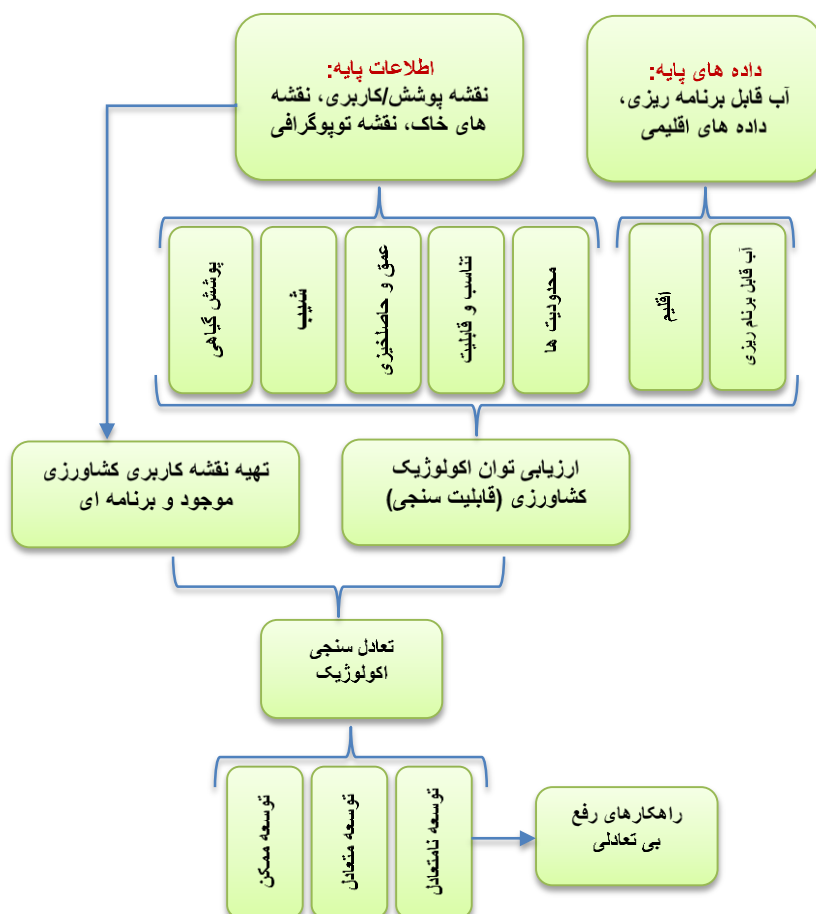 داده های پایه:
آب قابل برنامه ریزی،
داده های اقلیمی
اطلاعات پایه:
نقشه پوشش/کاربری، نقشه
های خاک، نقشه توپوگرافی
آب قابل برنام ریزی
اقلیم
محدودیت ها
تناسب و قابلیت
عمق و حاصلخیزی
شیب
پوشش گیاهی
ارزیابی توان اکولوژیک
کشاورزی (قابلیت سنجی)
تهیه نقشه کاربری کشاورزی
موجود و برنامه ای
تعادل سنجی
اکولوژیک
توسعه نامتعادل
توسعه متعادل
توسعه ممکن
راهکارهای رفع
بی تعادلی